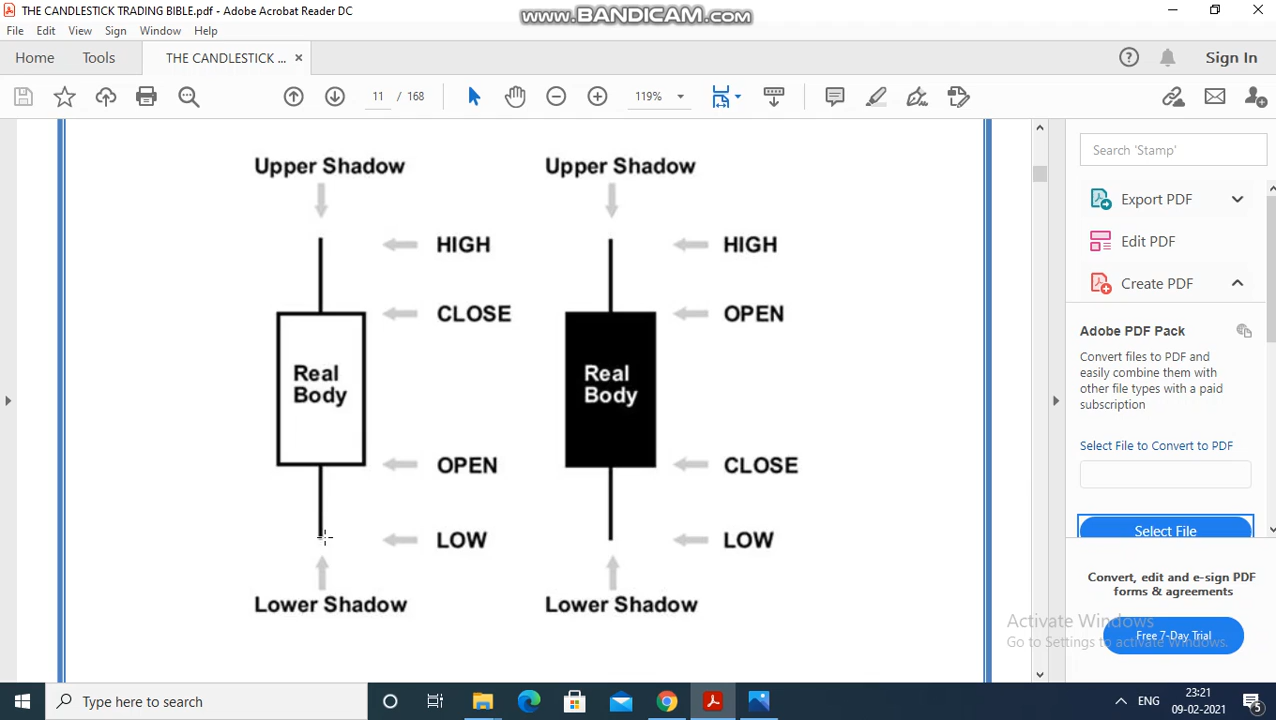 THE CANDLESTICK TRADING BIBLE.pdf - Adobe Acrobat Reader DC
www.BANDICAM.com
File Edit View Sign Window Help
Home Tools THE CANDLESTICK ... ×
Sign In
11 / 168
119%
Upper Shadow Upper Shadow
HIGH HIGH
CLOSE OPEN
Real Body Real Body
OPEN CLOSE
LOW LOW
Lower Shadow Lower Shadow
Search 'Stamp'
Export PDF
Edit PDF
Create PDF
Adobe PDF Pack
Convert files to PDF and
easily combine them with
other file types with a paid
subscription
Select File to Convert to PDF
Select File
Convert, edit and e-sign PDF
forms & agreements
Free 7-Day Trial
Activate Windows
Go to Settings to activate Windows.
Type here to search
ENG
23:21
09-02-2021
5